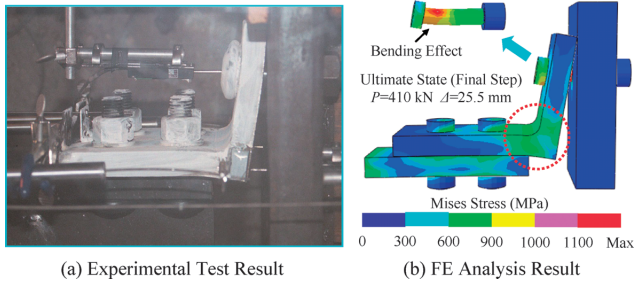 Bending Effect
Ultimate State (Final Step)
P=410 kN Δ=25.5 mm
Mises Stress (MPa)
0 300 600 900 1000 1100 Max
(a) Experimental Test Result
(b) FE Analysis Result